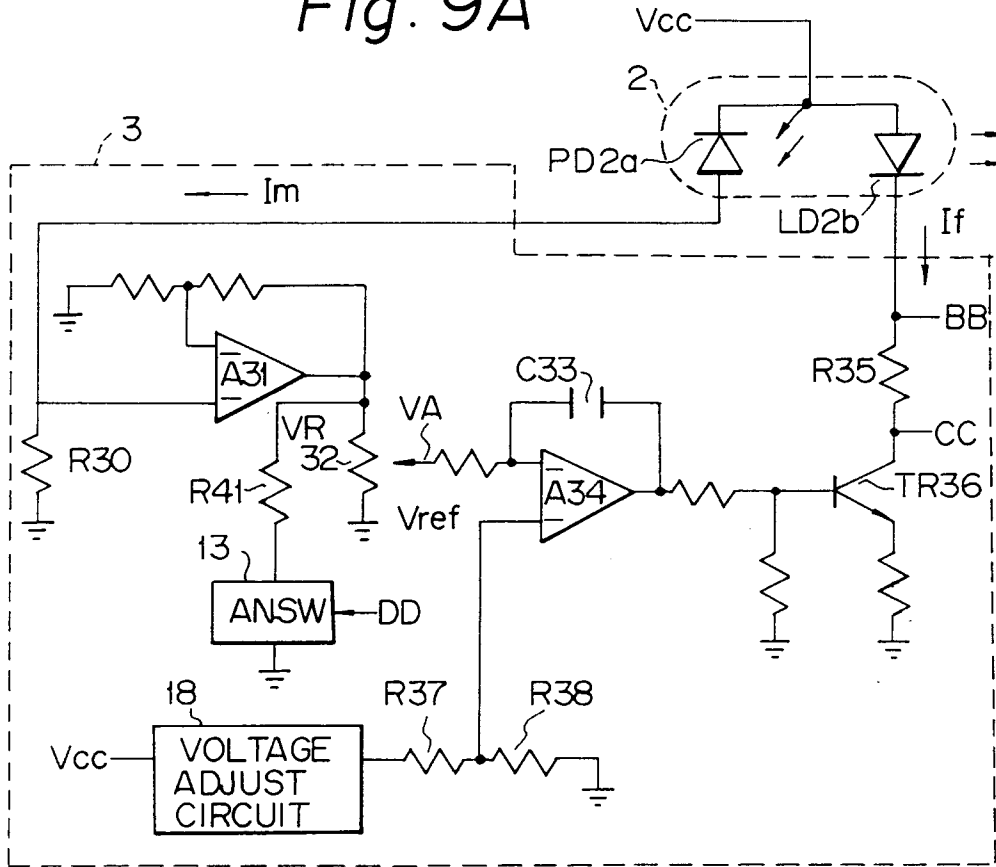 Fig. 9A
Vcc
2
3
PD2a
Im
LD2b
If
BB
A31
C33
R35
VA
CC
VR
32
R30
R41
A34
TR36
Vref
13
ANSW
DD
18
R37
R38
Vcc
VOLTAGE
ADJUST
CIRCUIT